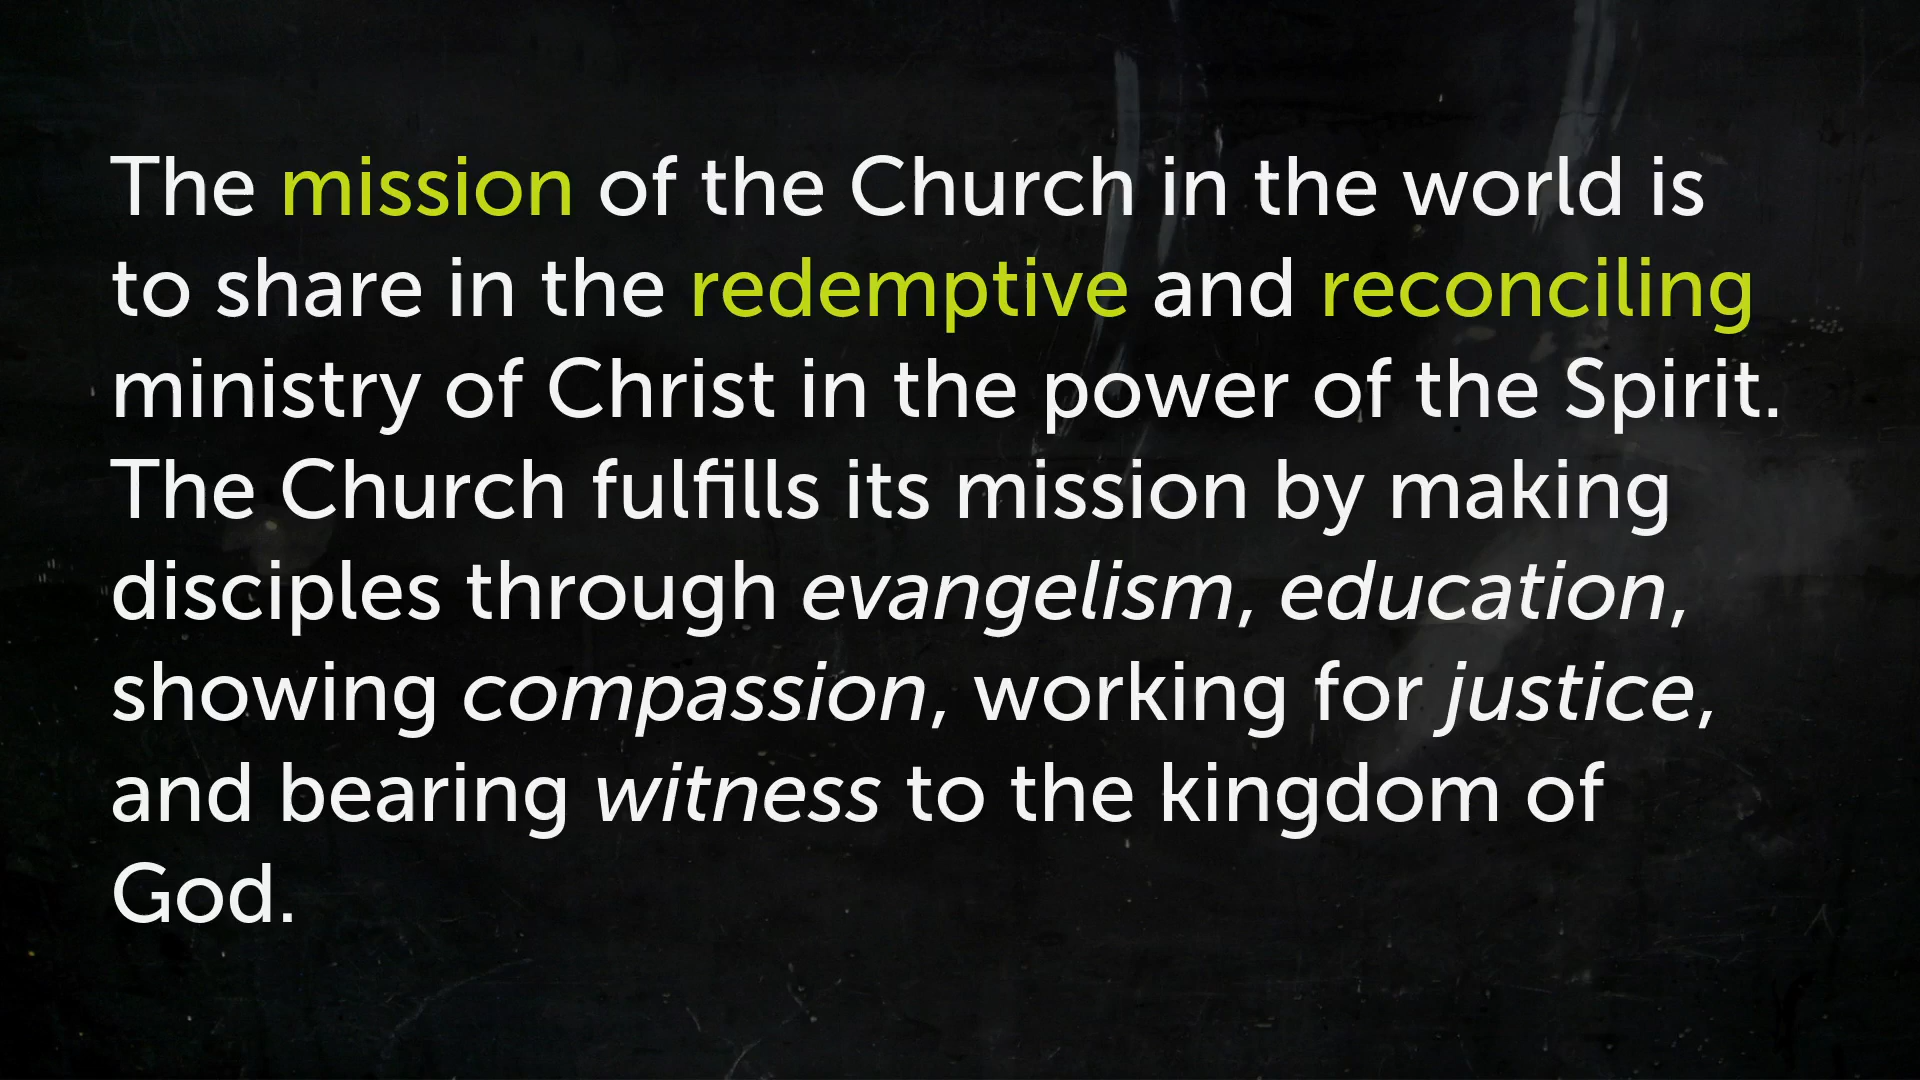 The mission of the Church in the world is
to share in the redemptive and reconciling
ministry of Christ in the power of the Spirit.
The Church fulfills its mission by making
disciples through evangelism, education,
showing compassion, working for justice,
and bearing witness to the kingdom of
God.